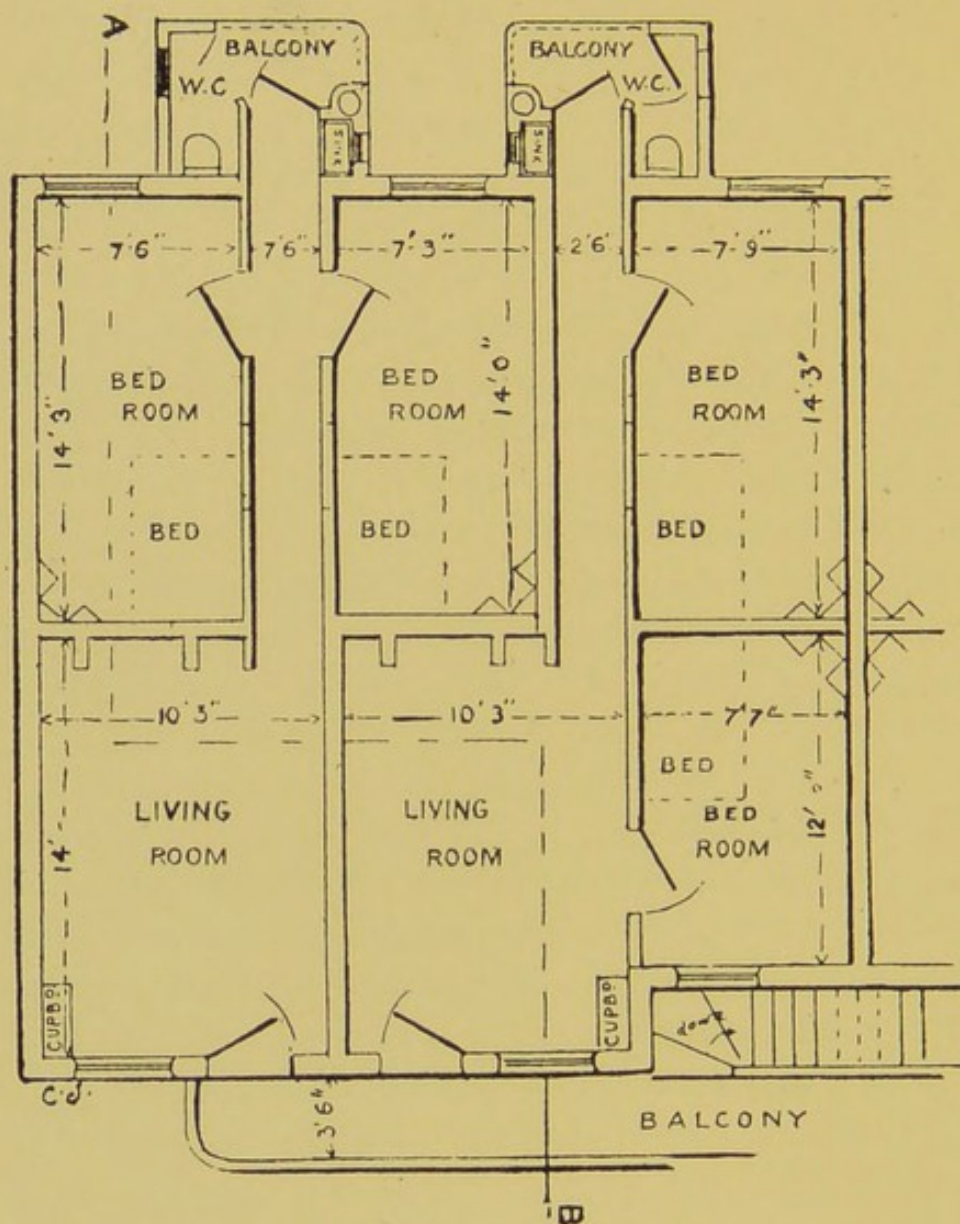 A
BALCONY
BALCONY
W.C
W.C.
SINK
SINK
7'6"
7'6"
7'3"
2'6"
7'9"
BED
ROOM
BED
ROOM
BED
ROOM
14'3"
14'0"
14'3"
BED
BED
BED
10'3"
10'3"
7'7"
BED
LIVING
ROOM
LIVING
ROOM
BED
ROOM
14'
12'0"
CUPBD
CUPBD
down
C.J.
3'6"
BALCONY
B